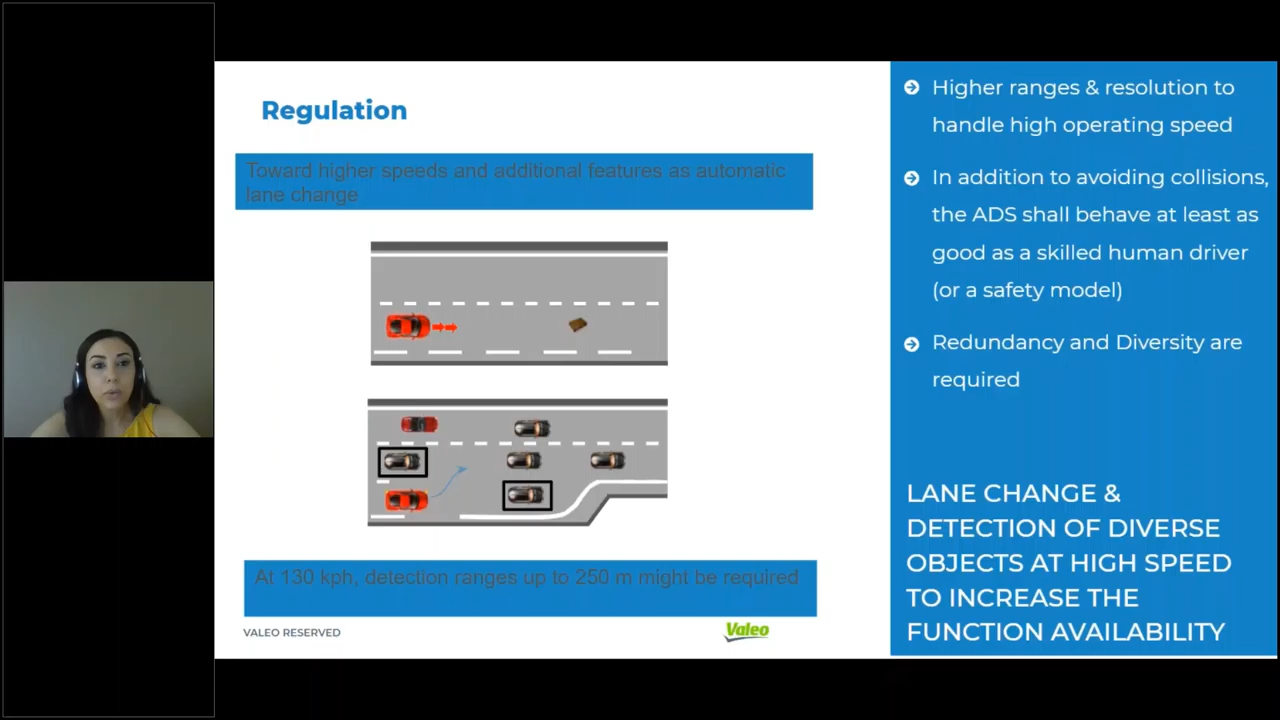 Regulation
Toward higher speeds and additional features as automatic
lane change
At 130 kph, detection ranges up to 250 m might be required
VALEO RESERVED
Valeo
Higher ranges & resolution to
handle high operating speed
In addition to avoiding collisions,
the ADS shall behave at least as
good as a skilled human driver
(or a safety model)
Redundancy and Diversity are
required
LANE CHANGE &
DETECTION OF DIVERSE
OBJECTS AT HIGH SPEED
TO INCREASE THE
FUNCTION AVAILABILITY